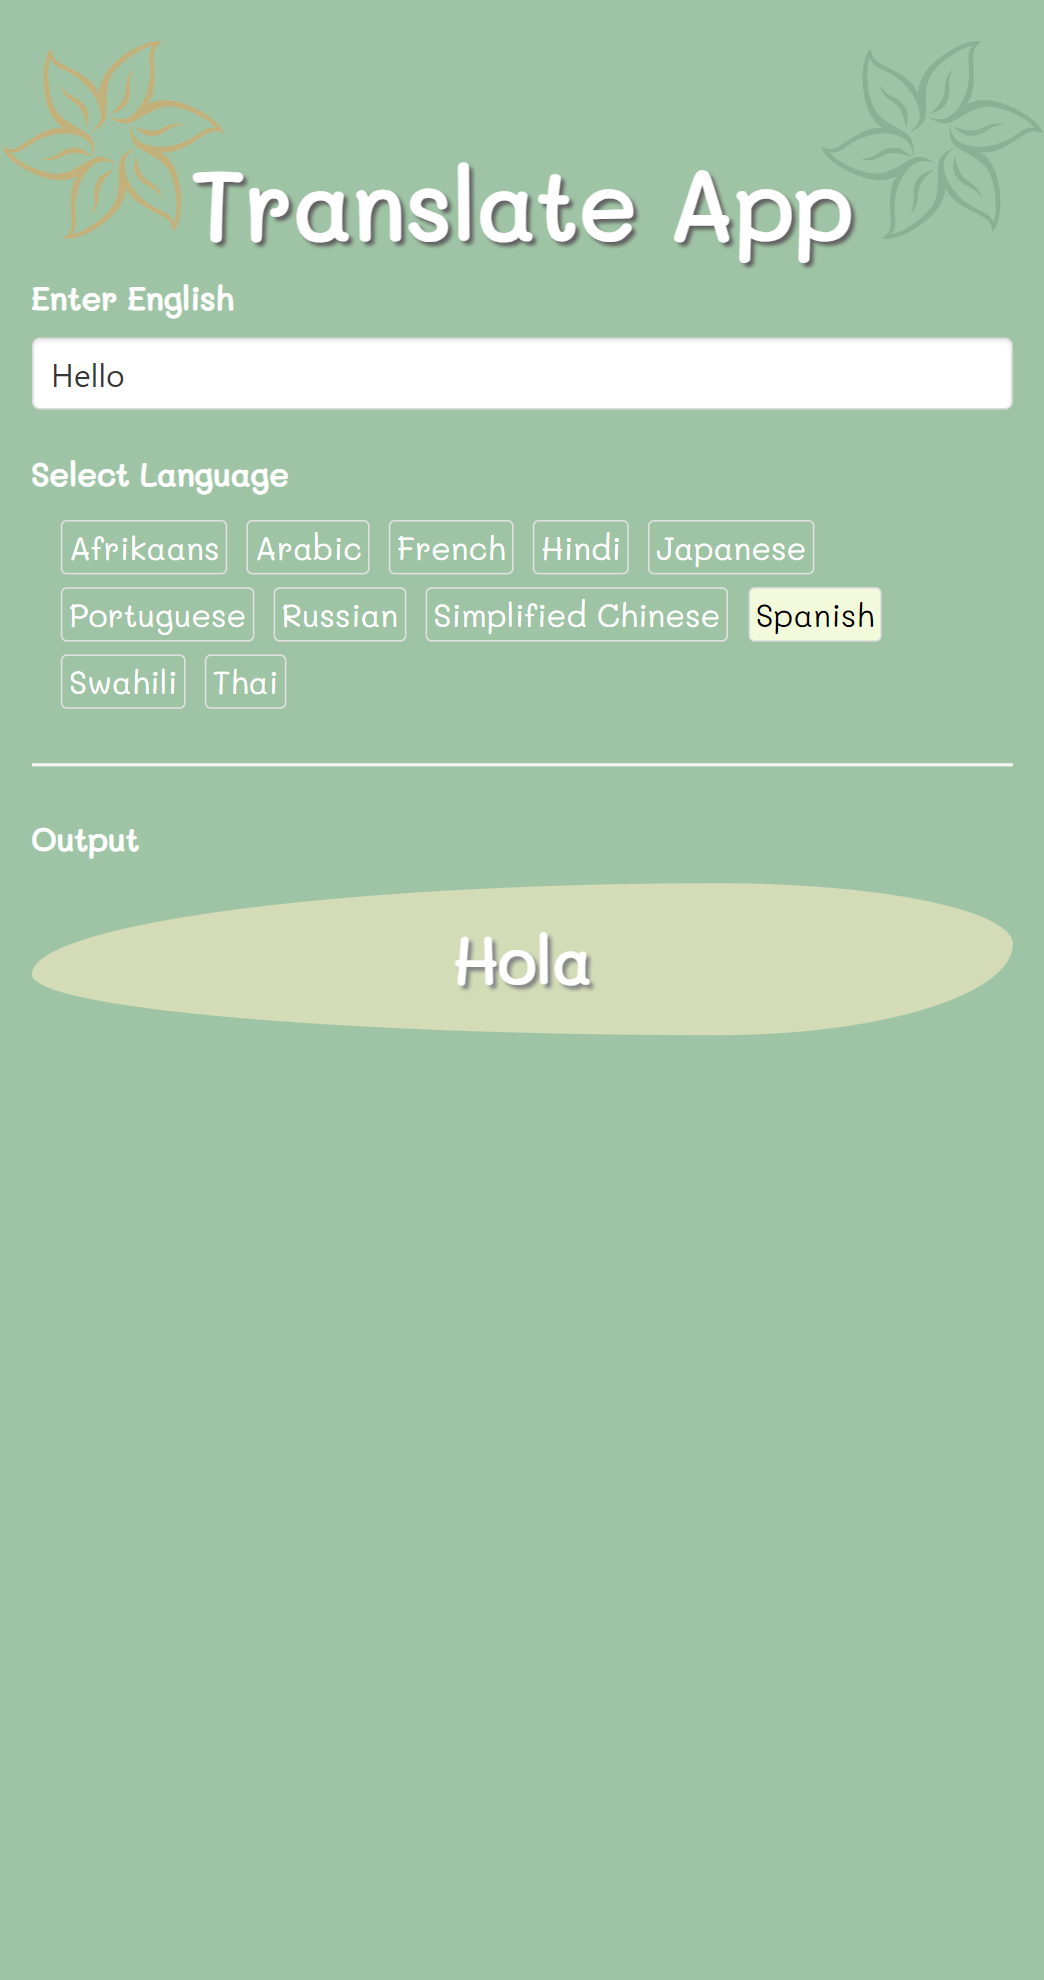 Translate App
Enter English
Hello
Select Language
Afrikaans Arabic French Hindi Japanese
Portuguese Russian Simplified Chinese Spanish
Swahili Thai
Output
Hola